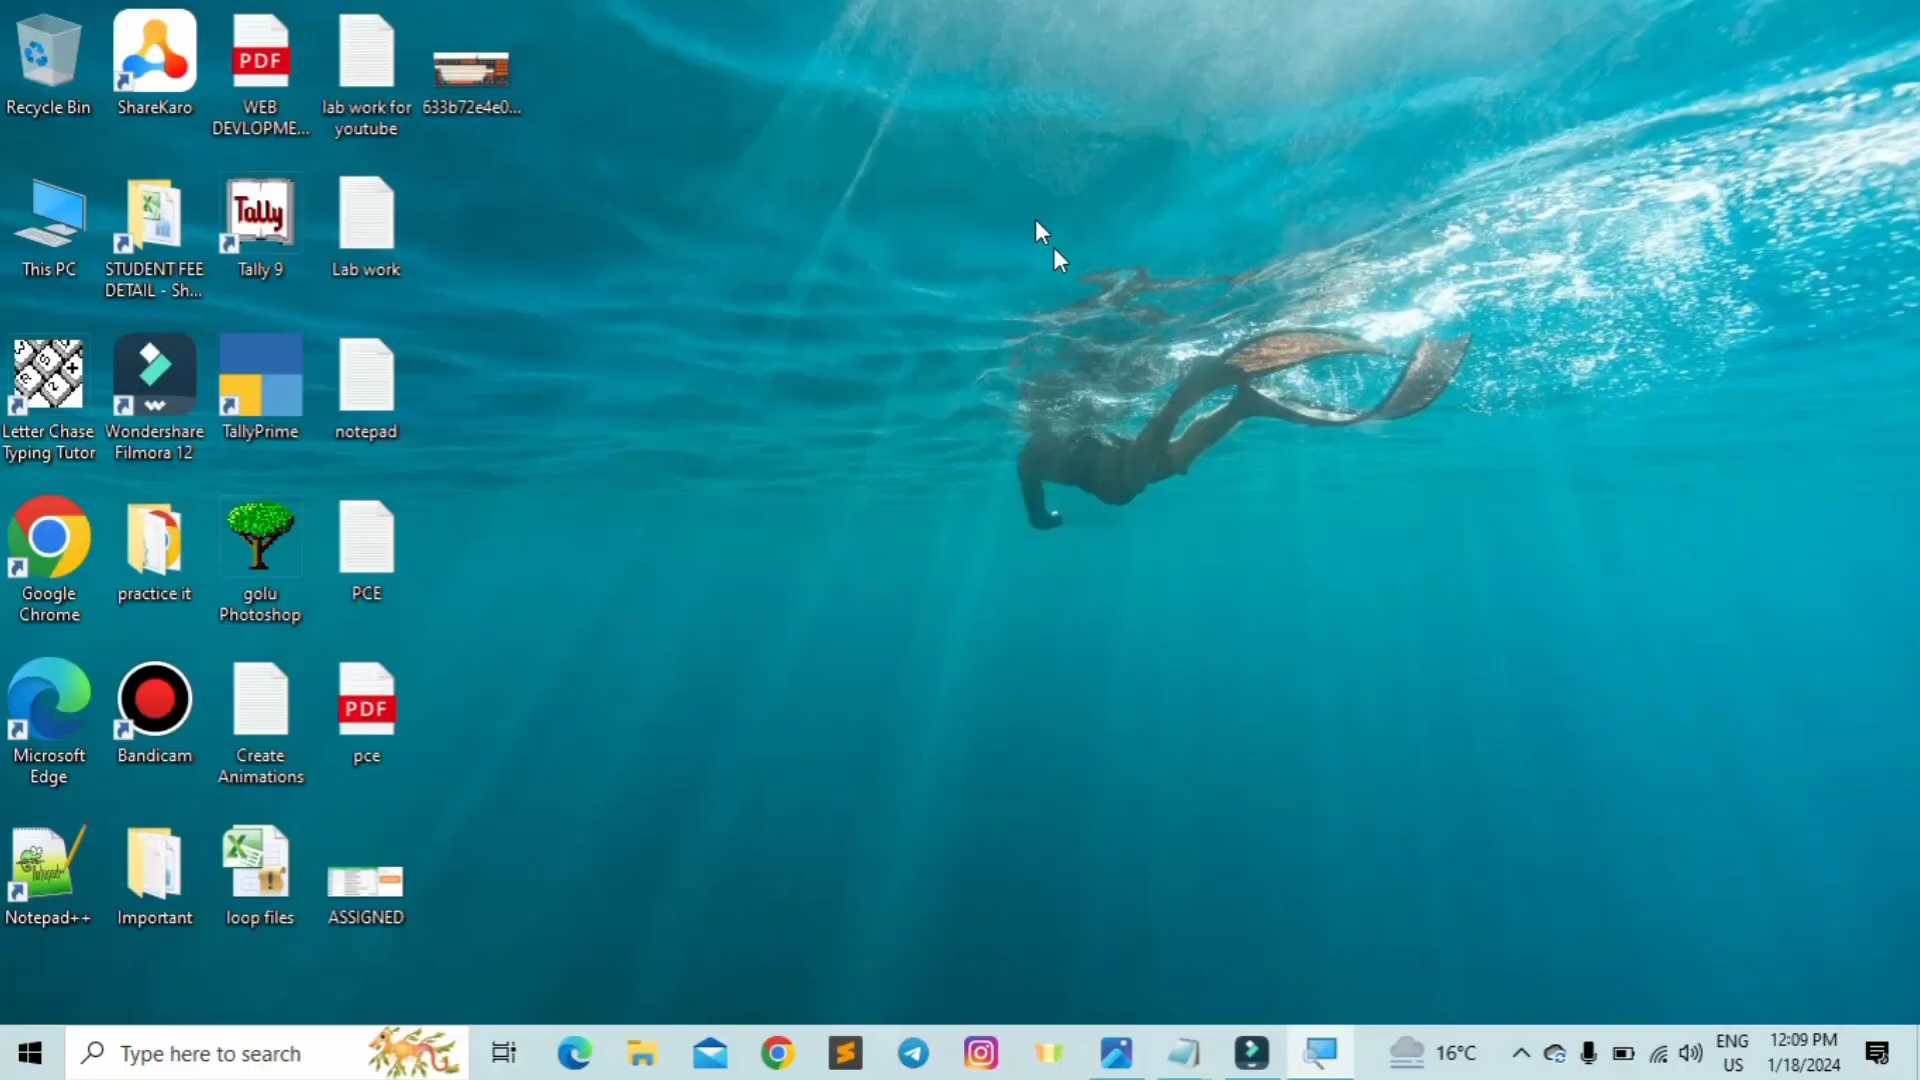 Recycle Bin
ShareKaro
PDF
WEB
DEVLOPME...
lab work for
youtube
633b72e4e0...
This PC
STUDENT FEE
DETAIL - Sh...
Tally
Tally 9
Lab work
Letter Chase
Typing Tutor
Wondershare
Filmora 12
TallyPrime
notepad
Google
Chrome
practice it
golu
Photoshop
PCE
Microsoft
Edge
Bandicam
Create
Animations
PDF
pce
Notepad++
Important
loop files
ASSIGNED
Type here to search
16°C
ENG
US
12:09 PM
1/18/2024